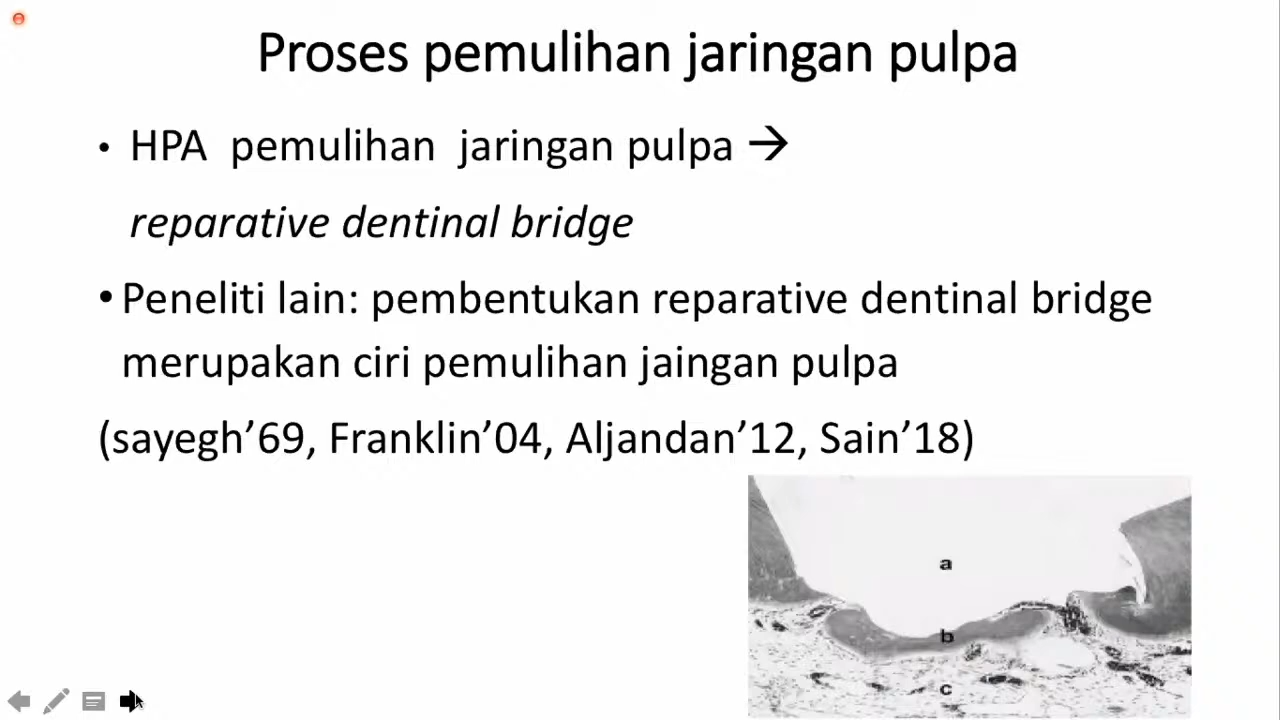 Proses pemulihan jaringan pulpa
• HPA pemulihan jaringan pulpa →
reparative dentinal bridge
• Peneliti lain: pembentukan reparative dentinal bridge
merupakan ciri pemulihan jaingan pulpa
(sayegh’69, Franklin’04, Aljandan’12, Sain’18)
a
b
c